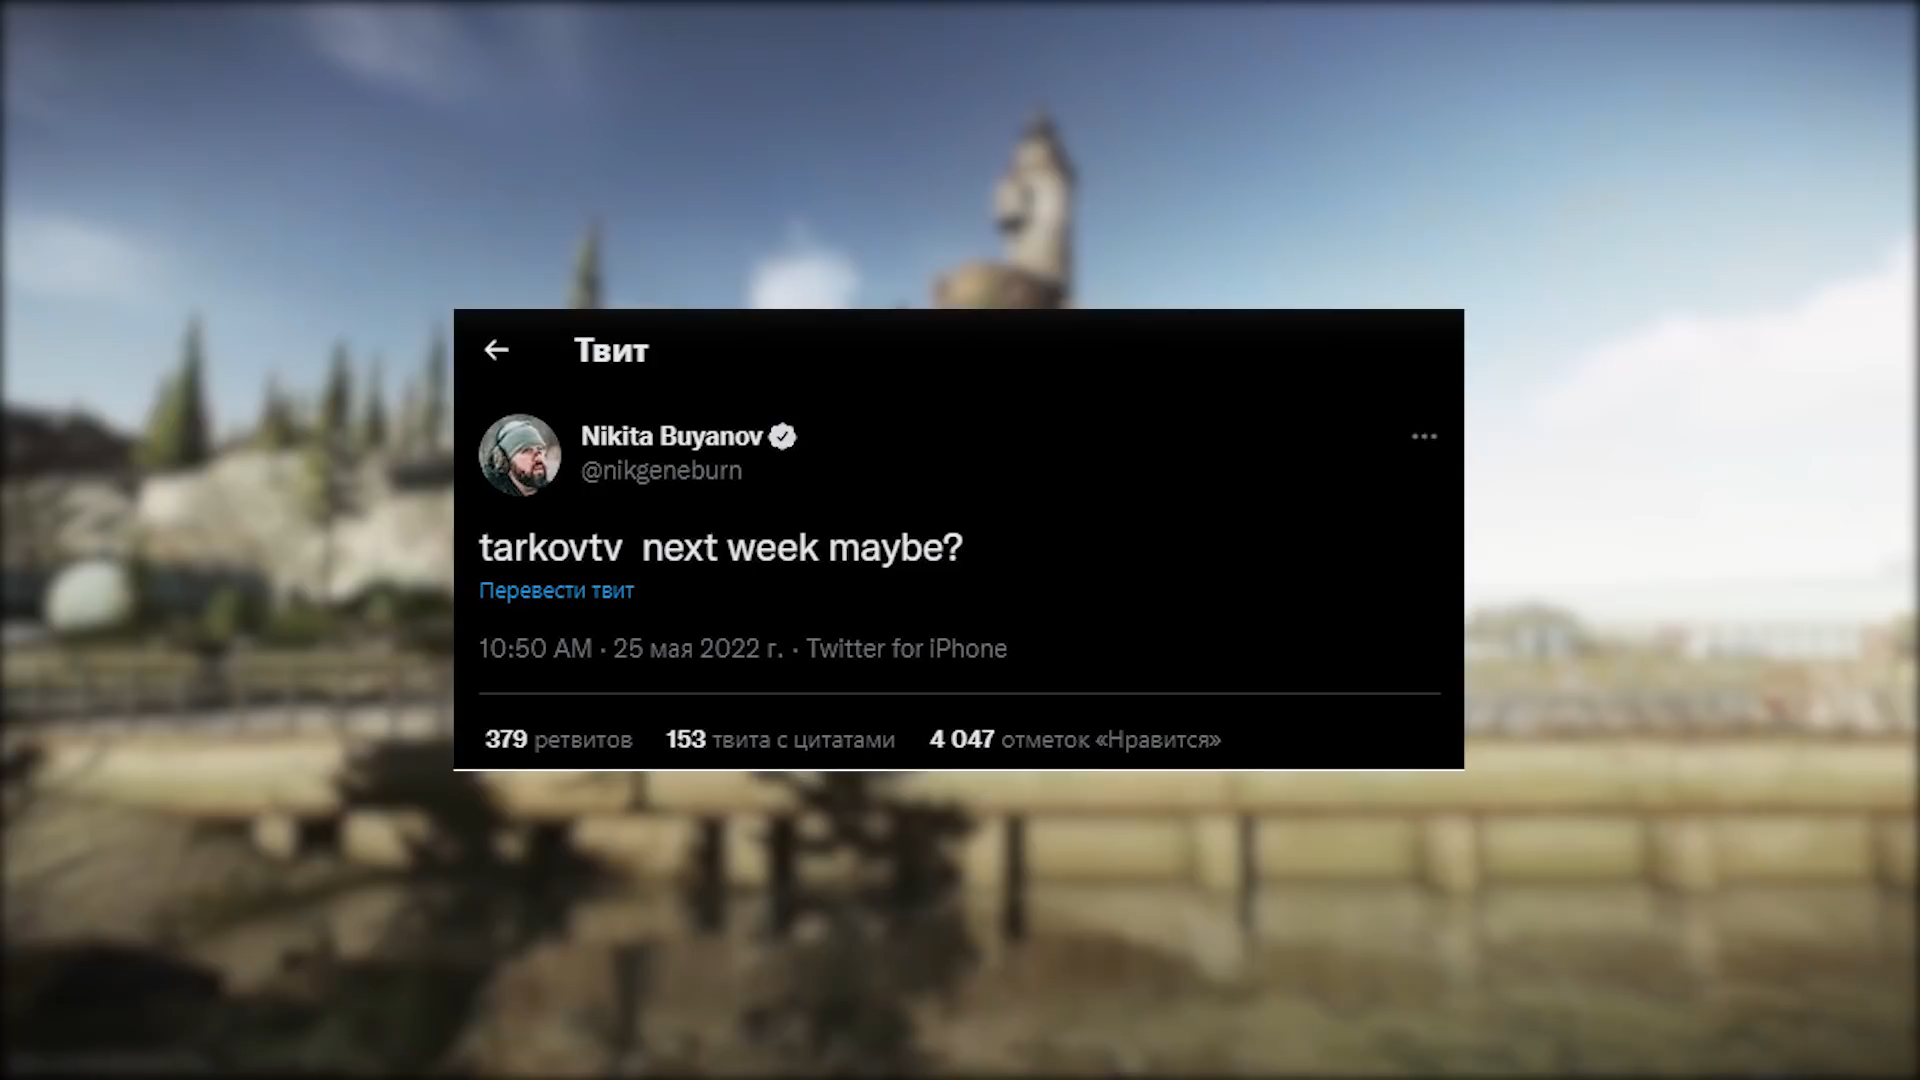 Твит
Nikita Buyanov
@nikgeneburn
tarkovtv  next week maybe?
Перевести твит
10:50 AM · 25 мая 2022 г. · Twitter for iPhone
379 ретвитов 153 твита с цитатами 4 047 отметок «Нравится»